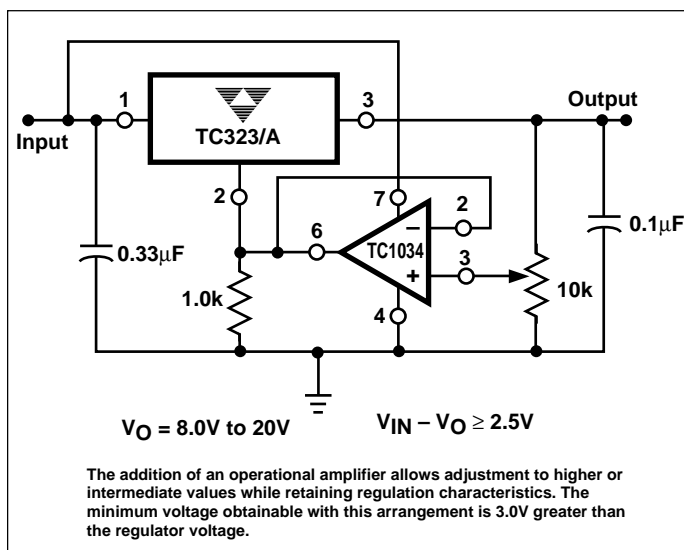 1
3
Output
Input
TC323/A
2
7
2
6
TC1034
–
+
3
4
0.33µF
1.0k
10k
0.1µF
VO = 8.0V to 20V
VIN – VO ≥ 2.5V
The addition of an operational amplifier allows adjustment to higher or
intermediate values while retaining regulation characteristics. The
minimum voltage obtainable with this arrangement is 3.0V greater than
the regulator voltage.